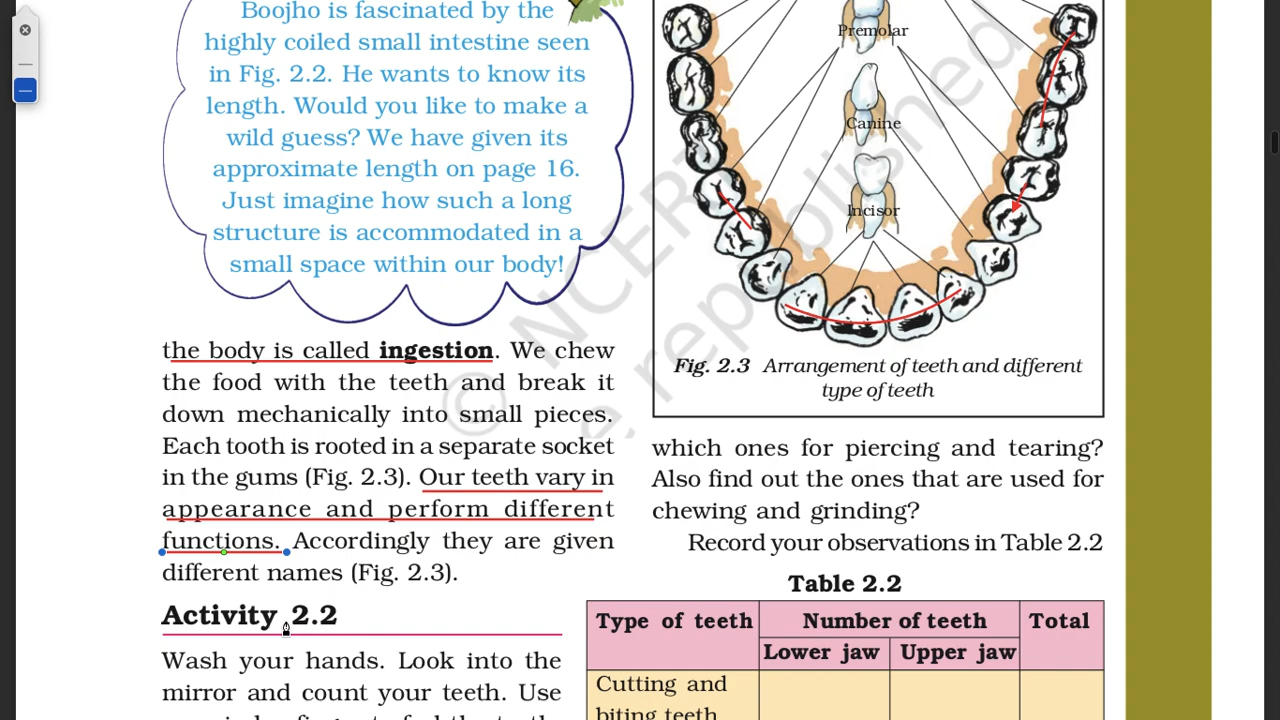 Boojho is fascinated by the
highly coiled small intestine seen
in Fig. 2.2. He wants to know its
length. Would you like to make a
wild guess? We have given its
approximate length on page 16.
Just imagine how such a long
structure is accommodated in a
small space within our body!
the body is called ingestion. We chew
the food with the teeth and break it
down mechanically into small pieces.
Each tooth is rooted in a separate socket
in the gums (Fig. 2.3). Our teeth vary in
appearance and perform different
functions. Accordingly they are given
different names (Fig. 2.3).
Activity 2.2
Wash your hands. Look into the
mirror and count your teeth. Use
Premolar
Canine
Incisor
Fig. 2.3 Arrangement of teeth and different
type of teeth
which ones for piercing and tearing?
Also find out the ones that are used for
chewing and grinding?
Record your observations in Table 2.2
Table 2.2
Type of teeth
Number of teeth
Total
Lower jaw
Upper jaw
Cutting and
biting teeth
© NCERT
e republished